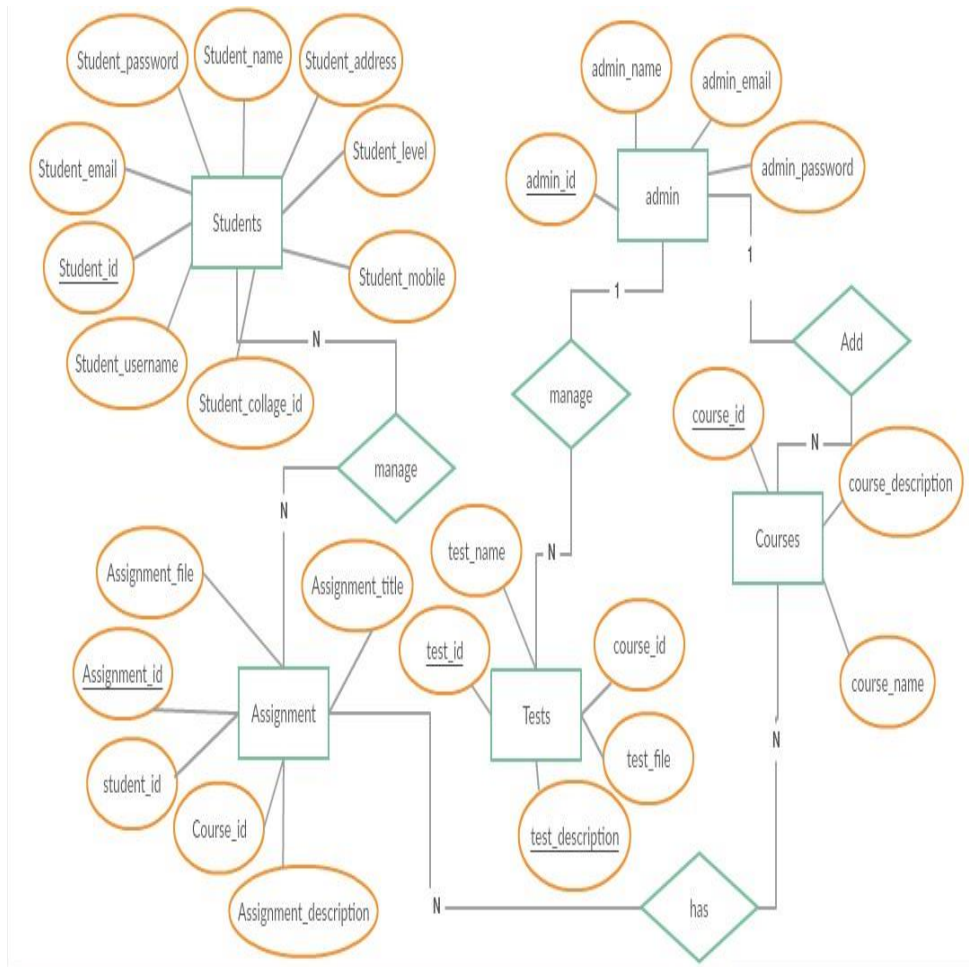 Student_password
Student_name
Student_address
Student_level
Student_email
Students
Student_id
Student_mobile
Student_username
Student_collage_id
N
manage
N
admin_name
admin_email
admin_id
admin
admin_password
1
1
Add
manage
course_id
N
course_description
Courses
course_name
N
N
test_name
test_id
course_id
Tests
test_file
test_description
Assignment_file
Assignment_title
Assignment_id
Assignment
student_id
Course_id
Assignment_description
N
has